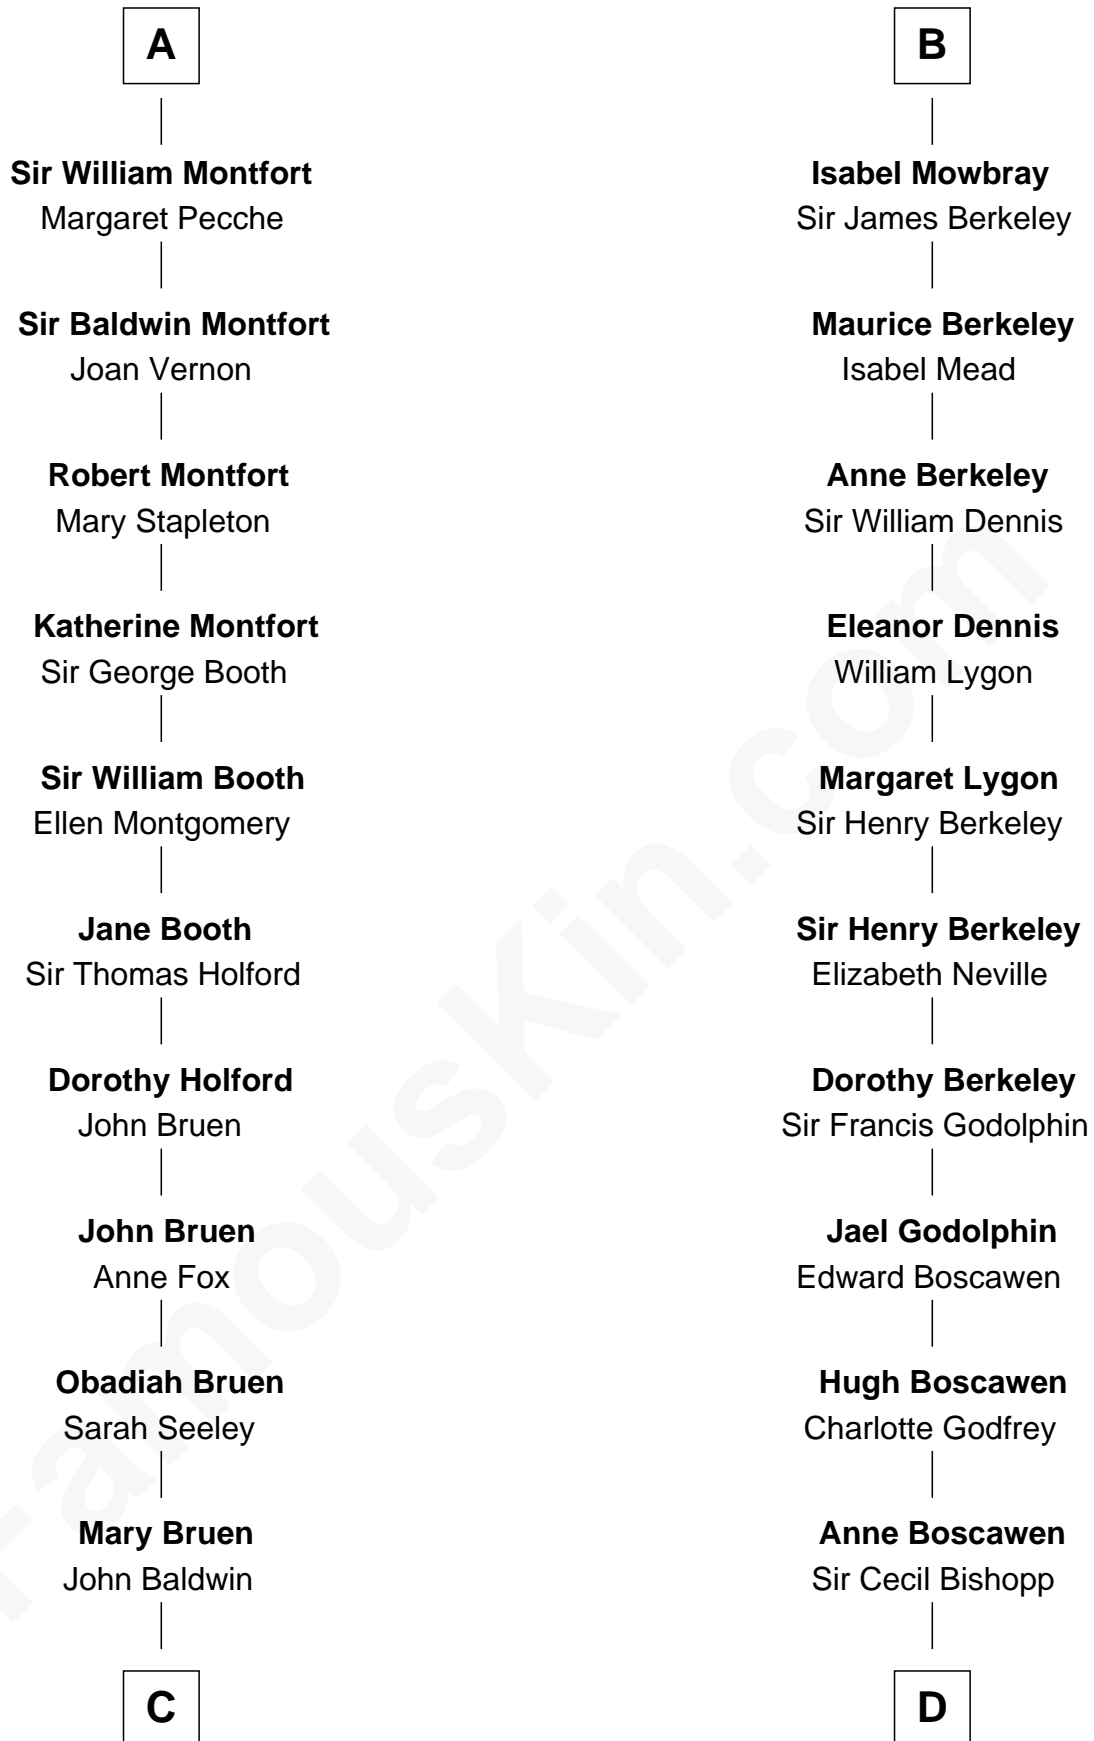 A
Sir William Montfort
Margaret Pecche
Sir Baldwin Montfort
Joan Vernon
Robert Montfort
Mary Stapleton
Katherine Montfort
Sir George Booth
Sir William Booth
Ellen Montgomery
Jane Booth
Sir Thomas Holford
Dorothy Holford
John Bruen
John Bruen
Anne Fox
Obadiah Bruen
Sarah Seeley
Mary Bruen
John Baldwin
C
B
Isabel Mowbray
Sir James Berkeley
Maurice Berkeley
Isabel Mead
Anne Berkeley
Sir William Dennis
Eleanor Dennis
William Lygon
Margaret Lygon
Sir Henry Berkeley
Sir Henry Berkeley
Elizabeth Neville
Dorothy Berkeley
Sir Francis Godolphin
Jael Godolphin
Edward Boscawen
Hugh Boscawen
Charlotte Godfrey
Anne Boscawen
Sir Cecil Bishopp
D
FamousKin.com